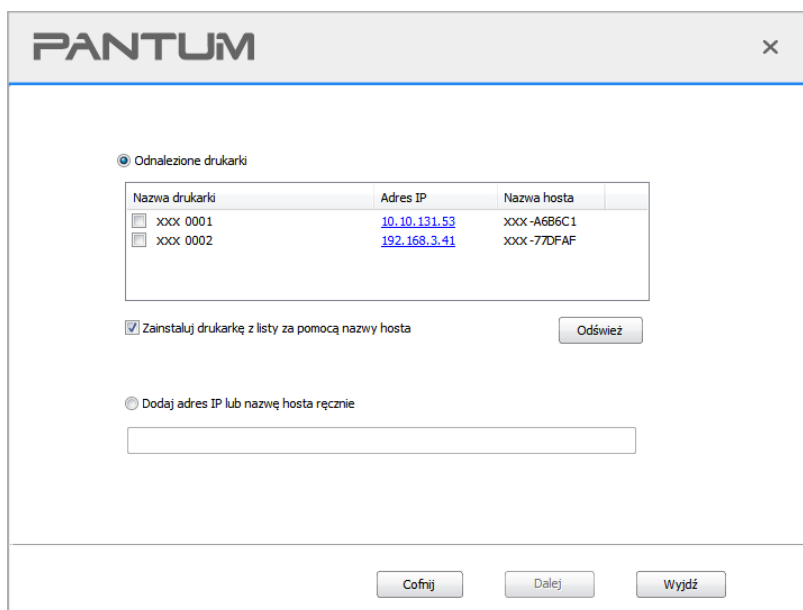 PANTUM
Odnalezione drukarki
Nazwa drukarki Adres IP Nazwa hosta
xxx 0001 10.10.131.53 xxx-A6B6C1
xxx 0002 192.168.3.41 xxx-77DFAF
Zainstaluj drukarkę z listy za pomocą nazwy hosta Odśwież
Dodaj adres IP lub nazwę hosta ręcznie
Cofnij Dalej Wyjdź